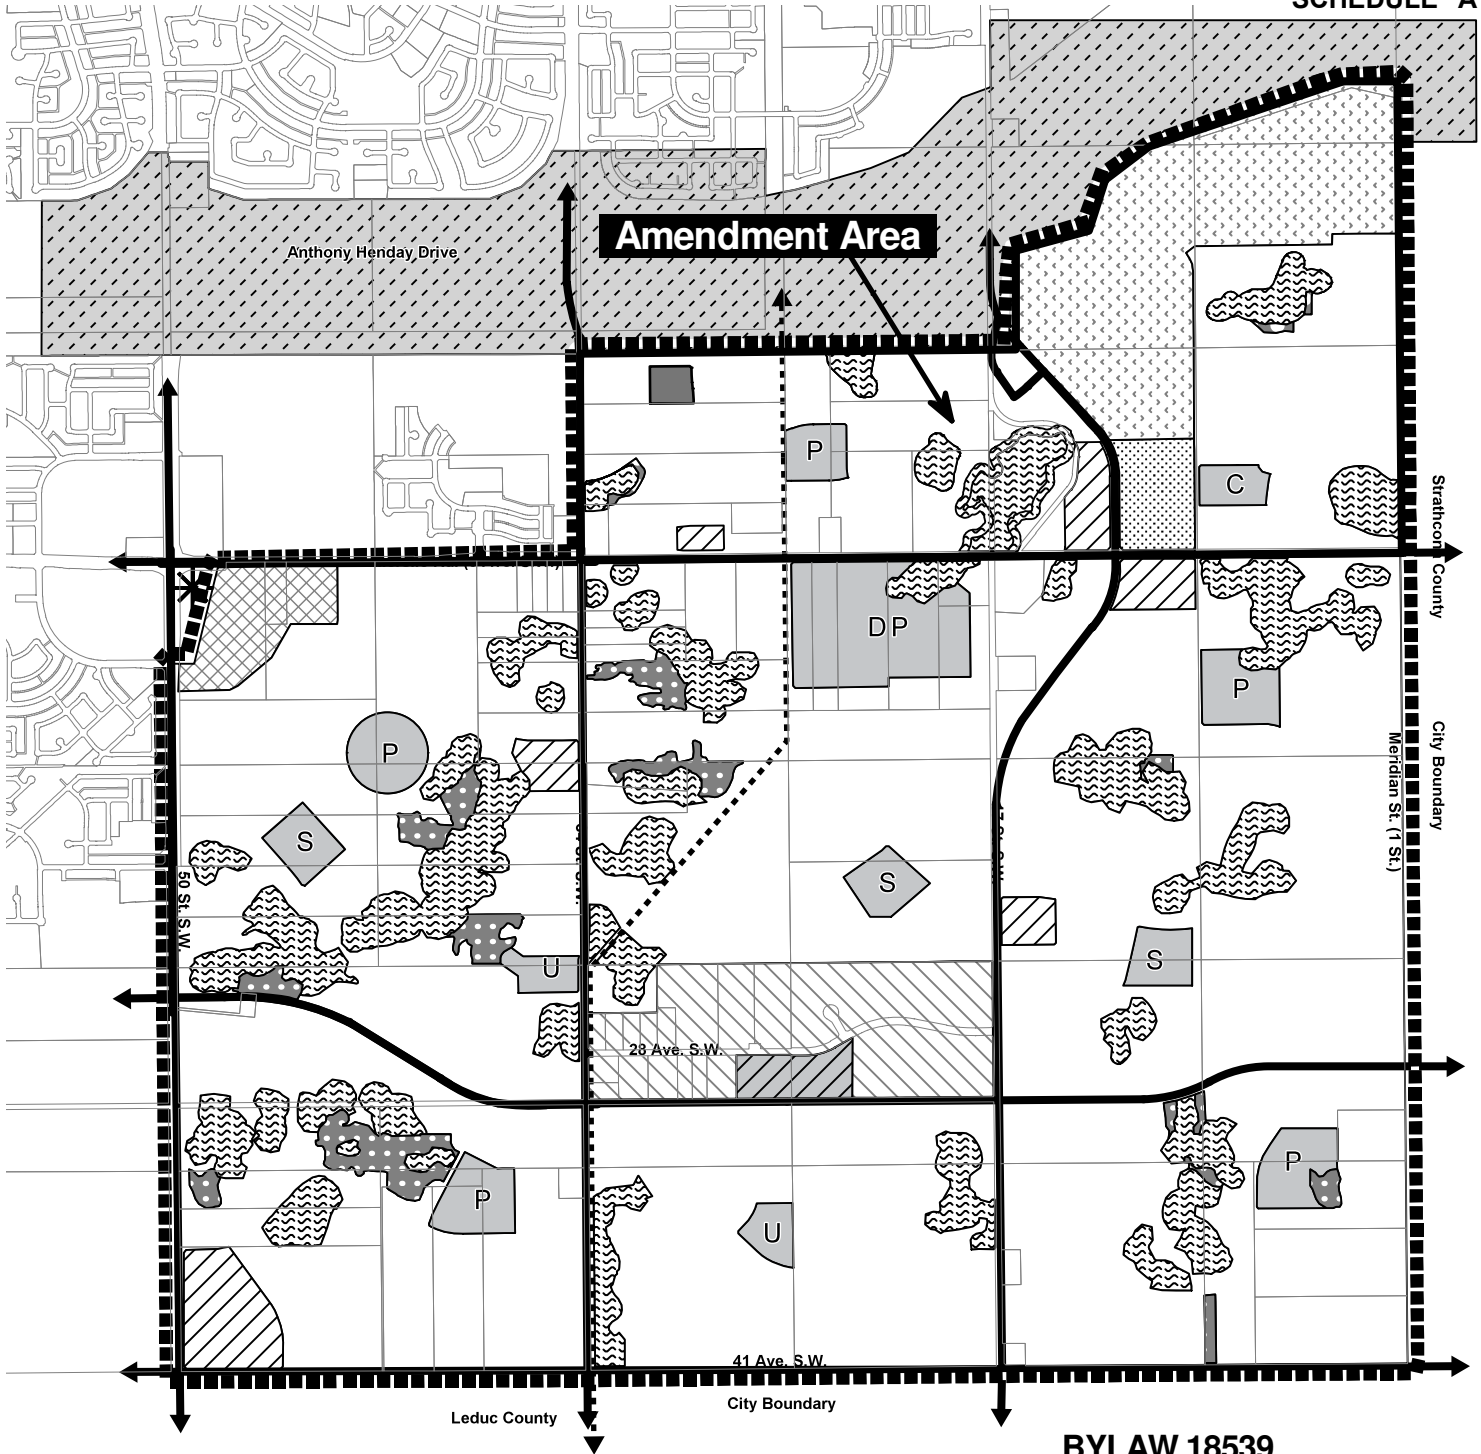 SCHEDULE "A
Anthony Henday Drive
Amendment Area
P
C
Strathcona County
DP
P
P
City Boundary
Meridian St. (1 St.)
S
S
50 St. S.W.
U
S
28 Ave. S.W.
P
P
U
41 Ave. S.W.
City Boundary
Leduc County
BYLAW 18539